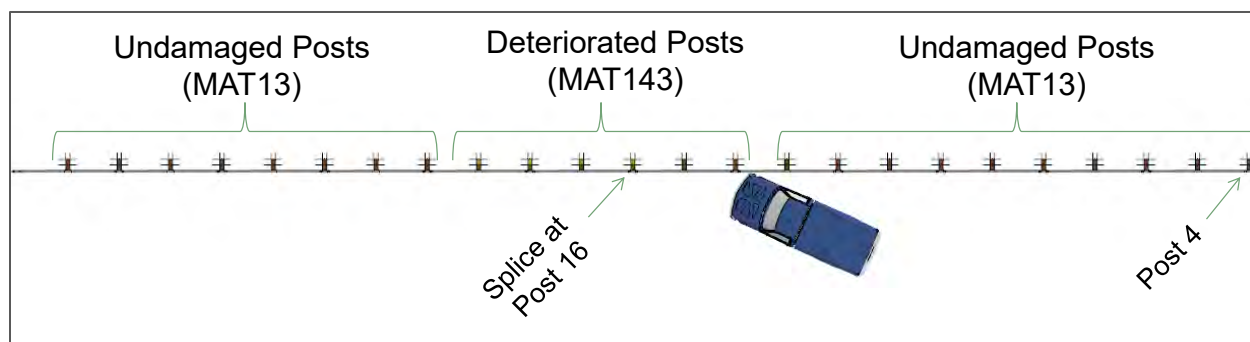 Undamaged Posts
(MAT13)
Deteriorated Posts
(MAT143)
Undamaged Posts
(MAT13)
Splice at
Post 16
Post 4